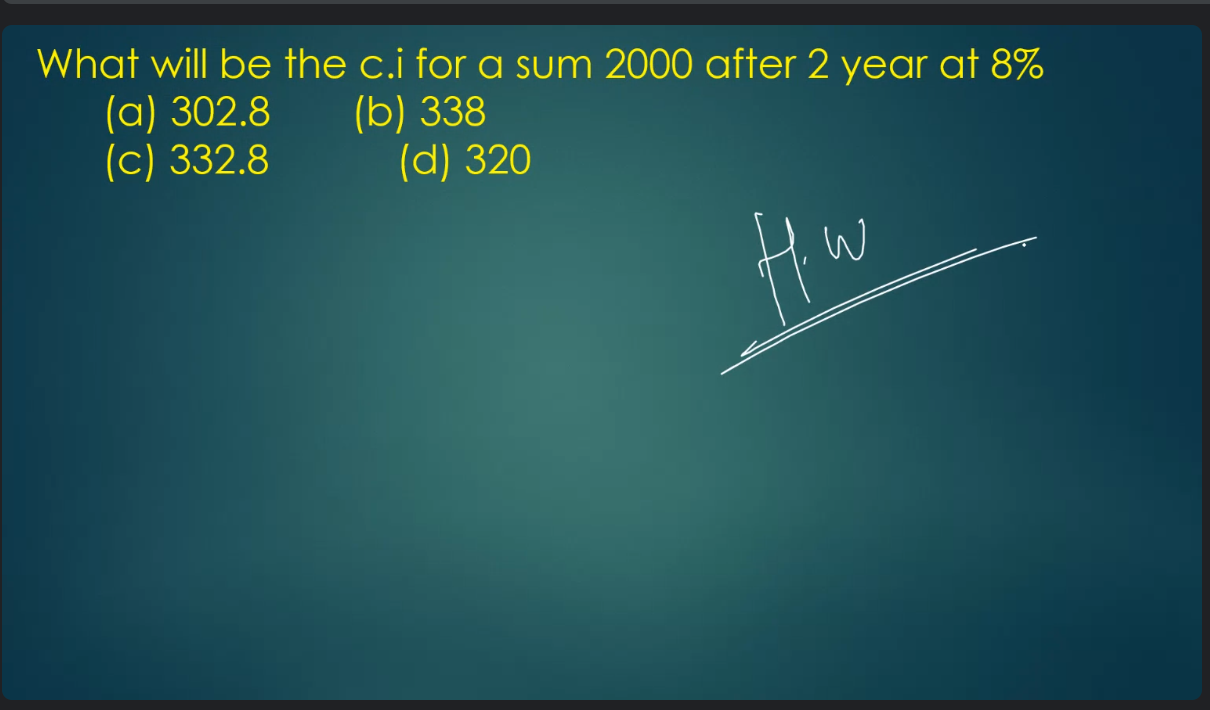 What will be the c.i for a sum 2000 after 2 year at 8%
(a) 302.8 (b) 338
(c) 332.8 (d) 320
H.W